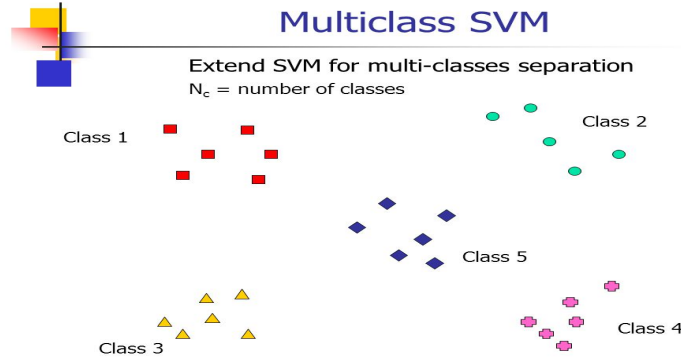 Multiclass SVM
Extend SVM for multi-classes separation
Nc = number of classes
Class 1
Class 2
Class 5
Class 3
Class 4